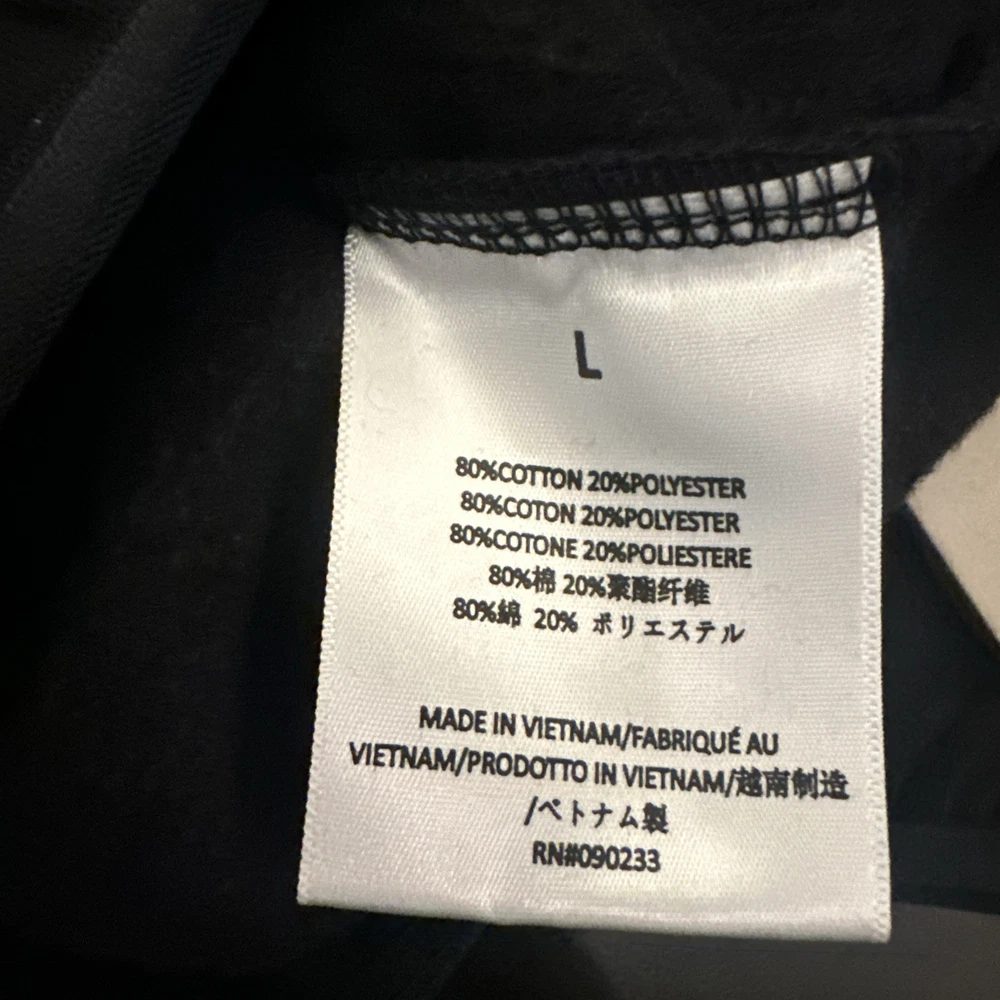 L
80%COTTON 20%POLYESTER
80%COTON 20%POLYESTER
80%COTONE 20%POLIESTERE
80%棉 20%聚酯纤维
80%綿 20% ポリエステル
MADE IN VIETNAM/FABRIQUÉ AU
VIETNAM/PRODOTTO IN VIETNAM/越南制造
/ベトナム製
RN#090233